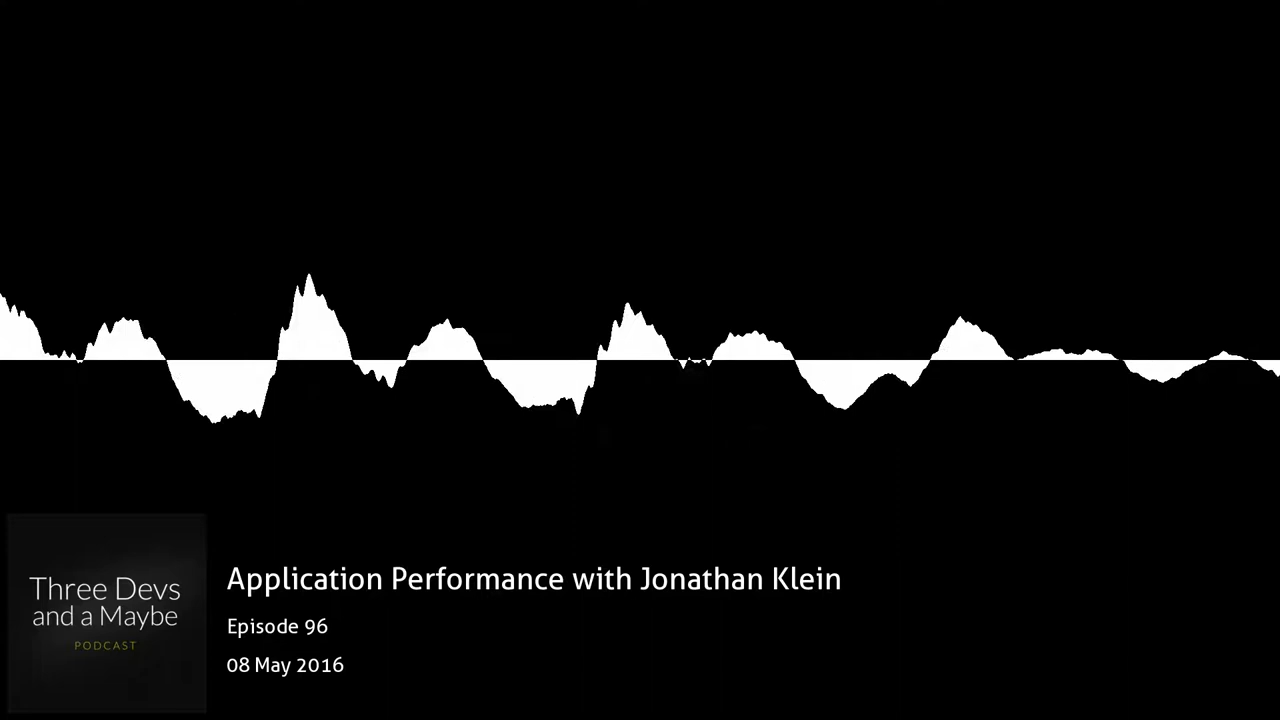 Three Devs
and a Maybe
PODCAST
Application Performance with Jonathan Klein
Episode 96
08 May 2016